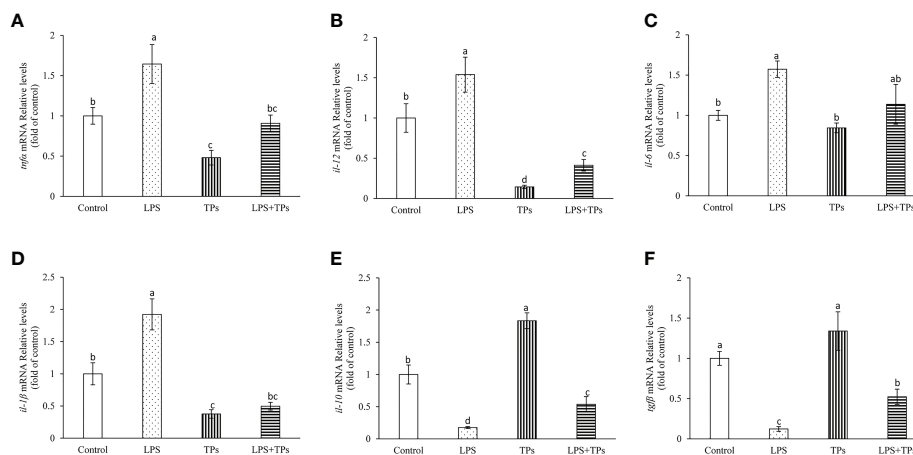 A
tnfα mRNA Relative levels
(fold of control)
2
1.5
1
0.5
0
b
a
c
bc
Control LPS TPs LPS+TPs
B
il-12 mRNA Relative levels
(fold of control)
2
1.5
1
0.5
0
b
a
d
c
Control LPS TPs LPS+TPs
C
il-6 mRNA Relative levels
(fold of control)
2
1.5
1
0.5
0
b
a
b
ab
Control LPS TPs LPS+TPs
D
il-1β mRNA Relative levels
(fold of control)
2.5
2
1.5
1
0.5
0
b
a
c
bc
Control LPS TPs LPS+TPs
E
il-10 mRNA Relative levels
(fold of control)
2.5
2
1.5
1
0.5
0
b
d
a
c
Control LPS TPs LPS+TPs
F
tgfβ mRNA Relative levels
(fold of control)
2
1.5
1
0.5
0
a
c
a
b
Control LPS TPs LPS+TPs